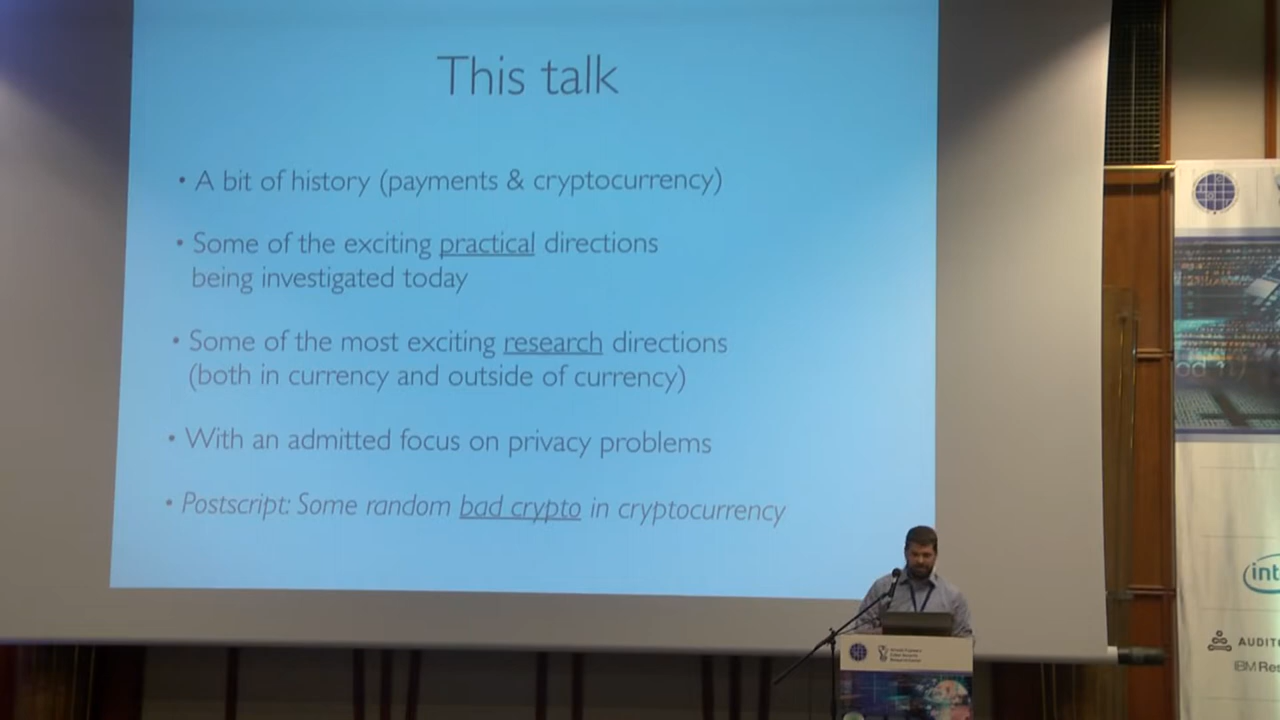 This talk
• A bit of history (payments & cryptocurrency)
• Some of the exciting practical directions
being investigated today
• Some of the most exciting research directions
(both in currency and outside of currency)
• With an admitted focus on privacy problems
• Postscript: Some random bad crypto in cryptocurrency
int
AUDITO
IBM Res